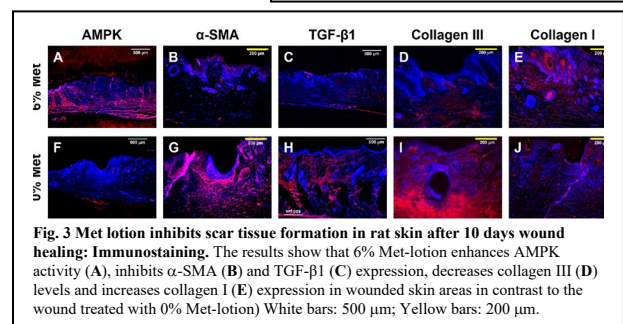 AMPK α-SMA TGF-β1 Collagen III Collagen I
6% Met
A 500 μm B 200 μm C 500 μm D 200 μm E 200 μm
0% Met
F 500 μm G 200 μm H 500 μm I 200 μm J 200 μm
Fig. 3 Met lotion inhibits scar tissue formation in rat skin after 10 days wound
healing: Immunostaining. The results show that 6% Met-lotion enhances AMPK
activity (A), inhibits α-SMA (B) and TGF-β1 (C) expression, decreases collagen III (D)
levels and increases collagen I (E) expression in wounded skin areas in contrast to the
wound treated with 0% Met-lotion) White bars: 500 μm; Yellow bars: 200 μm.